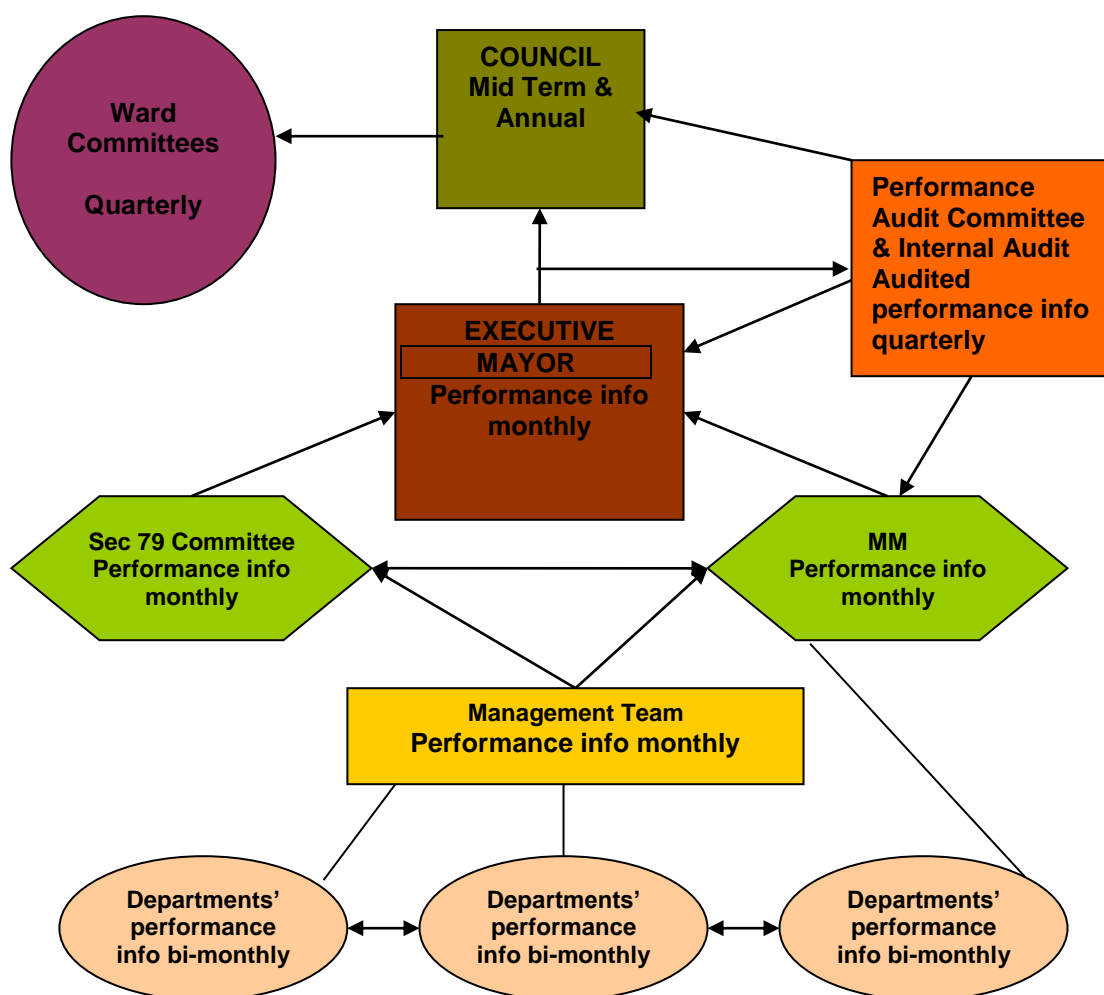 COUNCIL
Mid Term &
Annual
Ward
Committees
Quarterly
Performance
Audit Committee
& Internal Audit
Audited
performance info
quarterly
EXECUTIVE
MAYOR
Performance info
monthly
Sec 79 Committee
Performance info
monthly
MM
Performance info
monthly
Management Team
Performance info monthly
Departments’
performance
info bi-monthly
Departments’
performance
info bi-monthly
Departments’
performance
info bi-monthly